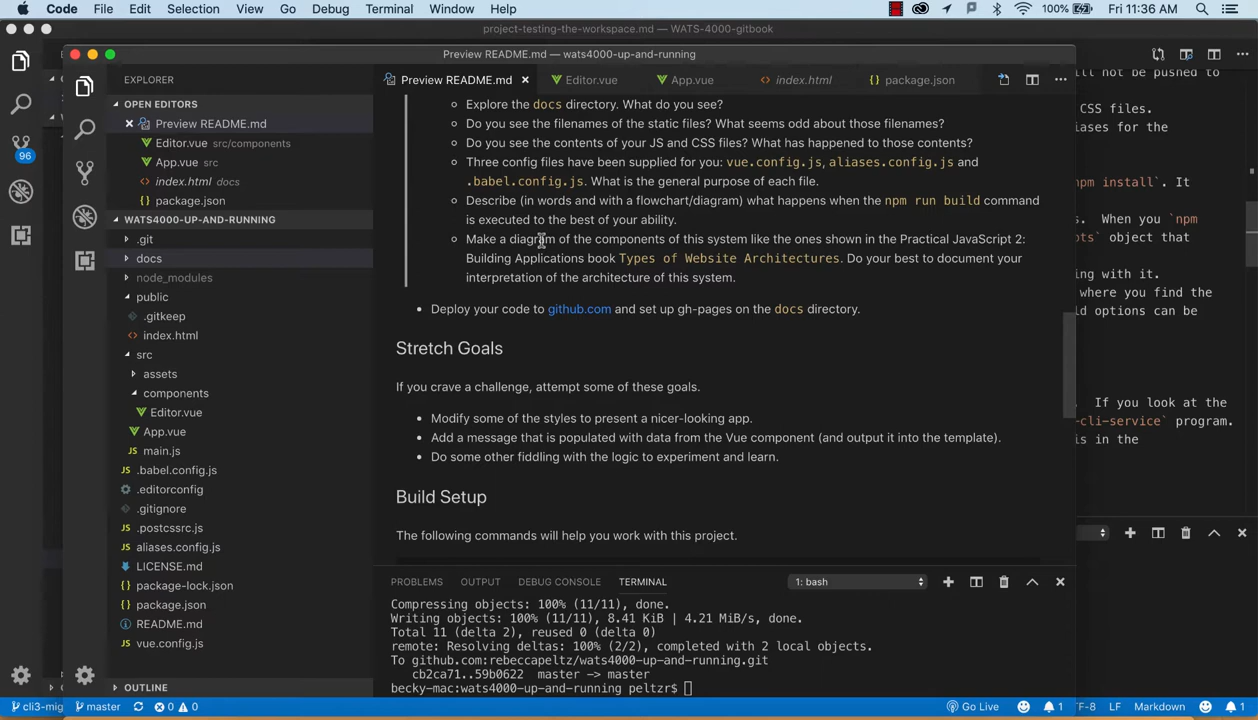 Code File Edit Selection View Go Debug Terminal Window Help 100% Fri 11:36 AM
project-testing-the-workspace.md — WATS-4000-gitbook
Preview README.md — wats4000-up-and-running
EXPLORER
Preview README.md Editor.vue App.vue index.html package.json
OPEN EDITORS
Preview README.md
Editor.vue src/components
App.vue src
index.html docs
package.json
WATS4000-UP-AND-RUNNING
.git
docs
node_modules
public
.gitkeep
index.html
src
assets
components
Editor.vue
App.vue
main.js
.babel.config.js
.editorconfig
.gitignore
.postcssrc.js
aliases.config.js
LICENSE.md
package-lock.json
package.json
README.md
vue.config.js
OUTLINE
96
Explore the docs directory. What do you see?
Do you see the filenames of the static files? What seems odd about those filenames?
Do you see the contents of your JS and CSS files? What has happened to those contents?
Three config files have been supplied for you: vue.config.js, aliases.config.js and
.babel.config.js. What is the general purpose of each file.
Describe (in words and with a flowchart/diagram) what happens when the npm run build command
is executed to the best of your ability.
Make a diagram of the components of this system like the ones shown in the Practical JavaScript 2:
Building Applications book Types of Website Architectures. Do your best to document your
interpretation of the architecture of this system.
Deploy your code to github.com and set up gh-pages on the docs directory.
Stretch Goals
If you crave a challenge, attempt some of these goals.
Modify some of the styles to present a nicer-looking app.
Add a message that is populated with data from the Vue component (and output it into the template).
Do some other fiddling with the logic to experiment and learn.
Build Setup
The following commands will help you work with this project.
PROBLEMS OUTPUT DEBUG CONSOLE TERMINAL 1: bash
Compressing objects: 100% (11/11), done.
Writing objects: 100% (11/11), 8.41 KiB | 4.21 MiB/s, done.
Total 11 (delta 2), reused 0 (delta 0)
remote: Resolving deltas: 100% (2/2), completed with 2 local objects.
To github.com:rebeccapeltz/wats4000-up-and-running.git
cb2ca71..59b0622 master -> master
becky-mac:wats4000-up-and-running peltzr$
ll not be pushed to
CSS files.
iases for the
npm install`. It
s. When you `npm
ots` object that
ing with it.
where you find the
ld options can be
If you look at the
-cli-service` program.
is in the
cli3-mig master 0 0 Go Live 1 TF-8 LF Markdown 1